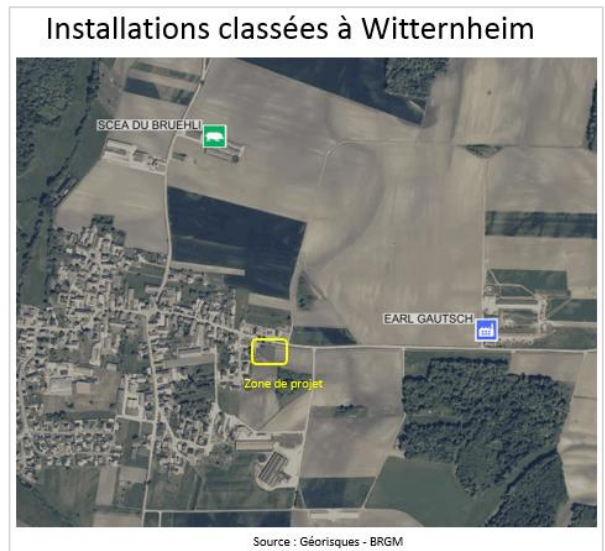 Installations classées à Witternheim
SCEA DU BRUEHLI
EARL GAUTSCH
Zone de projet
Source : Géorisques - BRGM